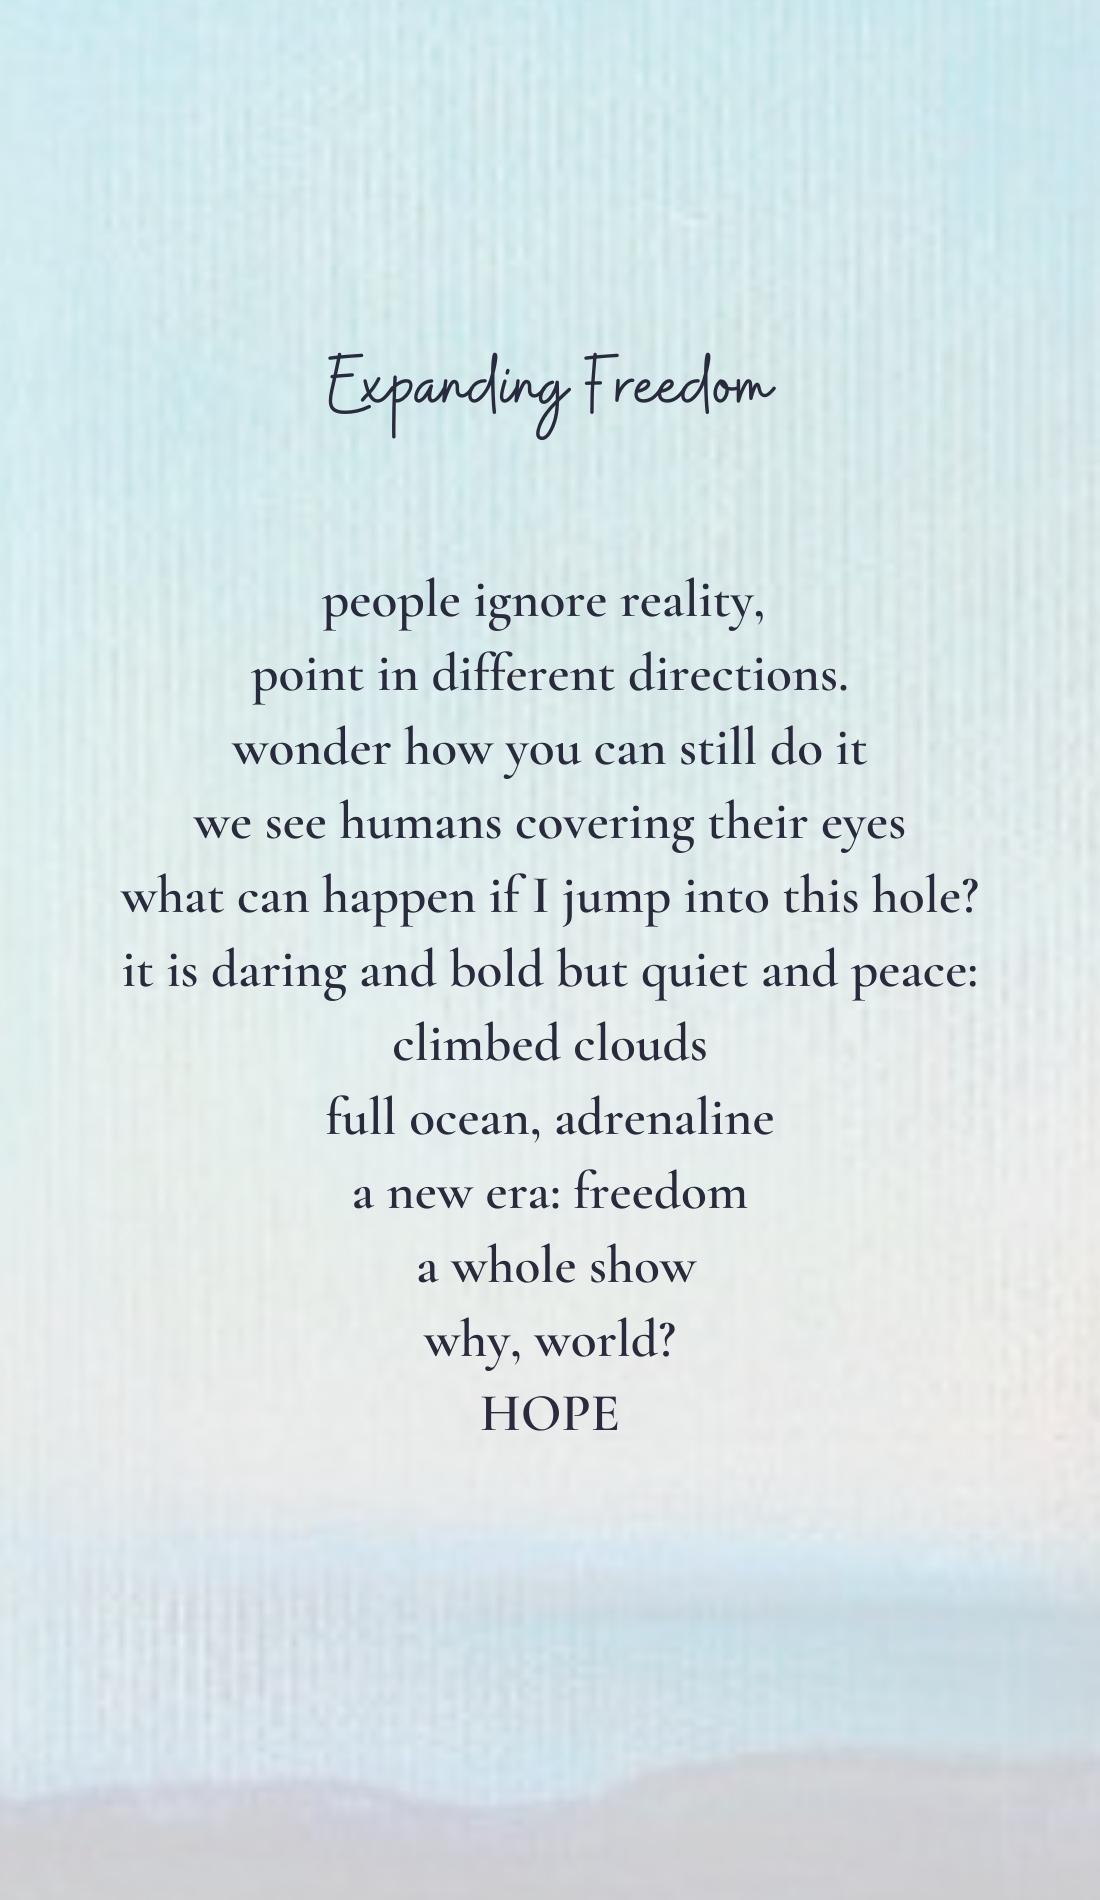 Expanding Freedom
people ignore reality,
point in different directions.
wonder how you can still do it
we see humans covering their eyes
what can happen if I jump into this hole?
it is daring and bold but quiet and peace:
climbed clouds
full ocean, adrenaline
a new era: freedom
a whole show
why, world?
HOPE